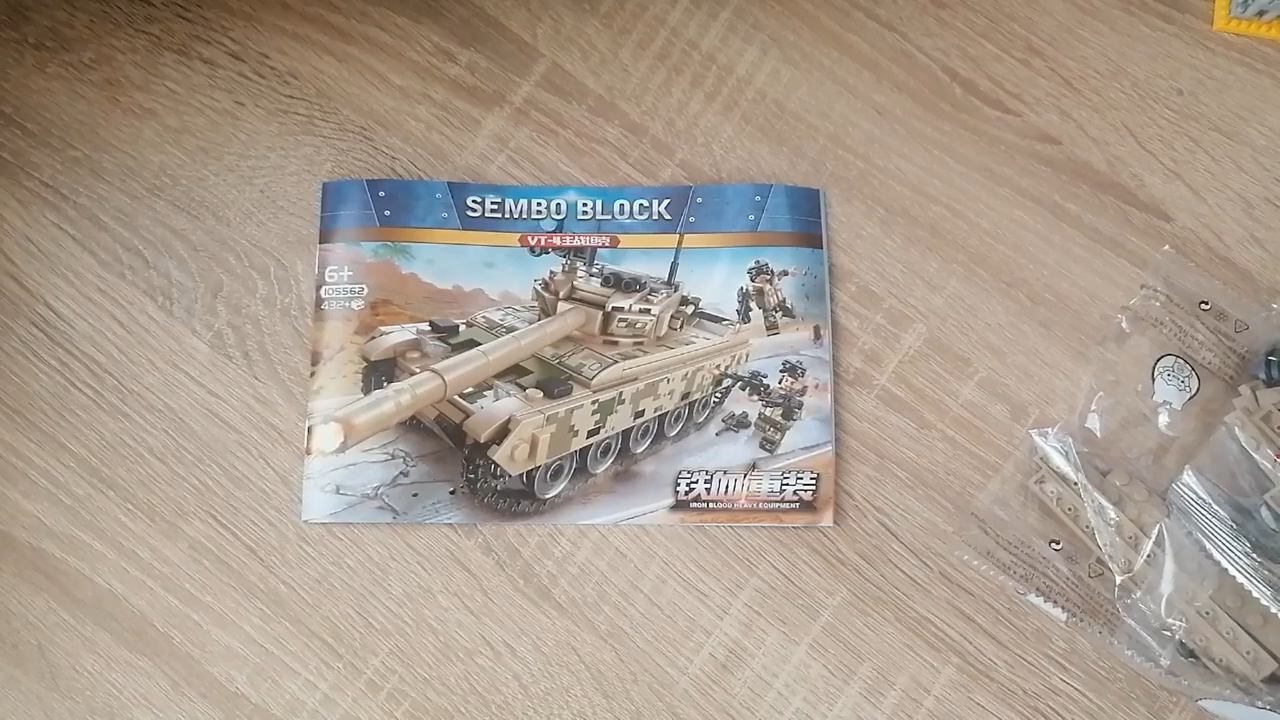 SEMBO BLOCK
VT-4主战坦克
6+
105562
432+
铁血重装
IRON BLOOD HEAVY EQUIPMENT